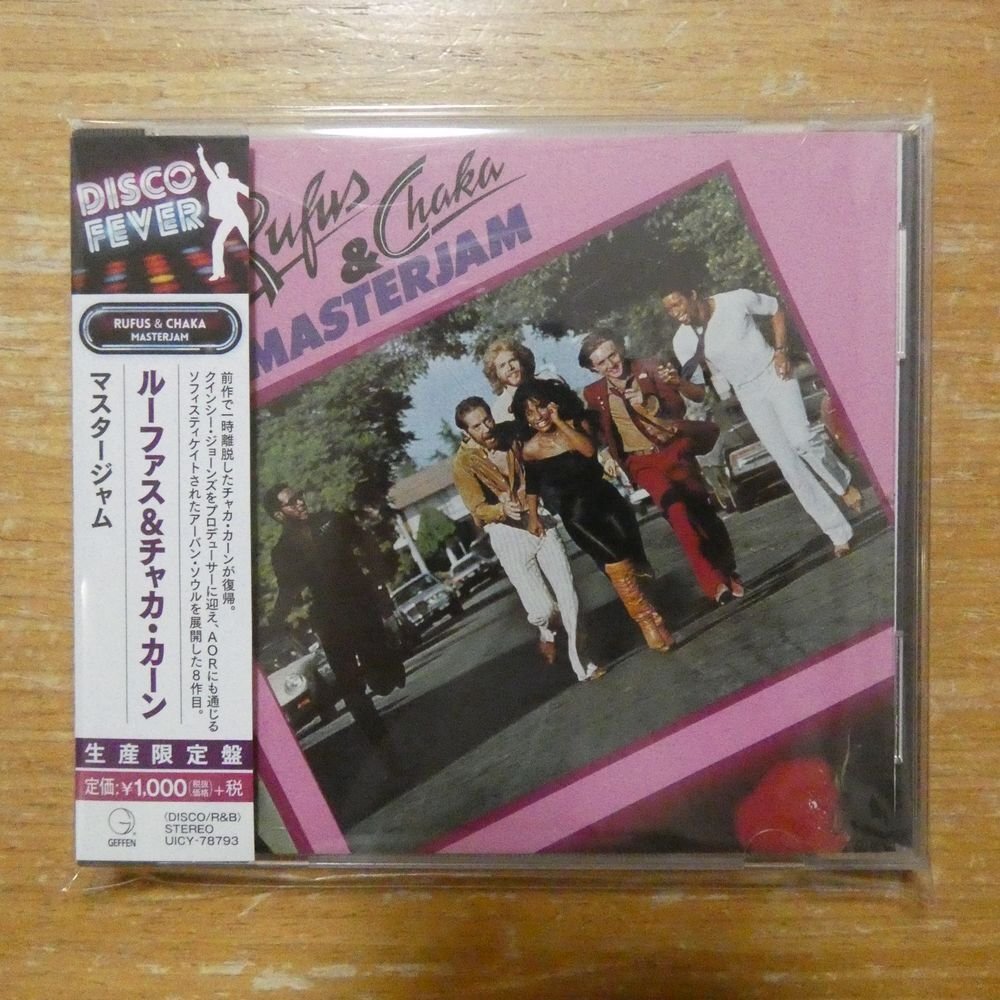 DISCO
FEVER
RUFUS & CHAKA
MASTERJAM
ルーファス&チャカ・カーン
マスタージャム
前作で一時離脱したチャカ・カーンが復帰。
クインシー・ジョーンズをプロデューサーに迎え、AORにも通じる
ソフィスティケイトされたアーバン・ソウルを展開した8作目。
生産限定盤
定価:¥1,000(税抜価格)+税
GEFFEN
(DISCO/R&B)
STEREO
UICY-78793
Rufus
& Chaka
MASTERJAM